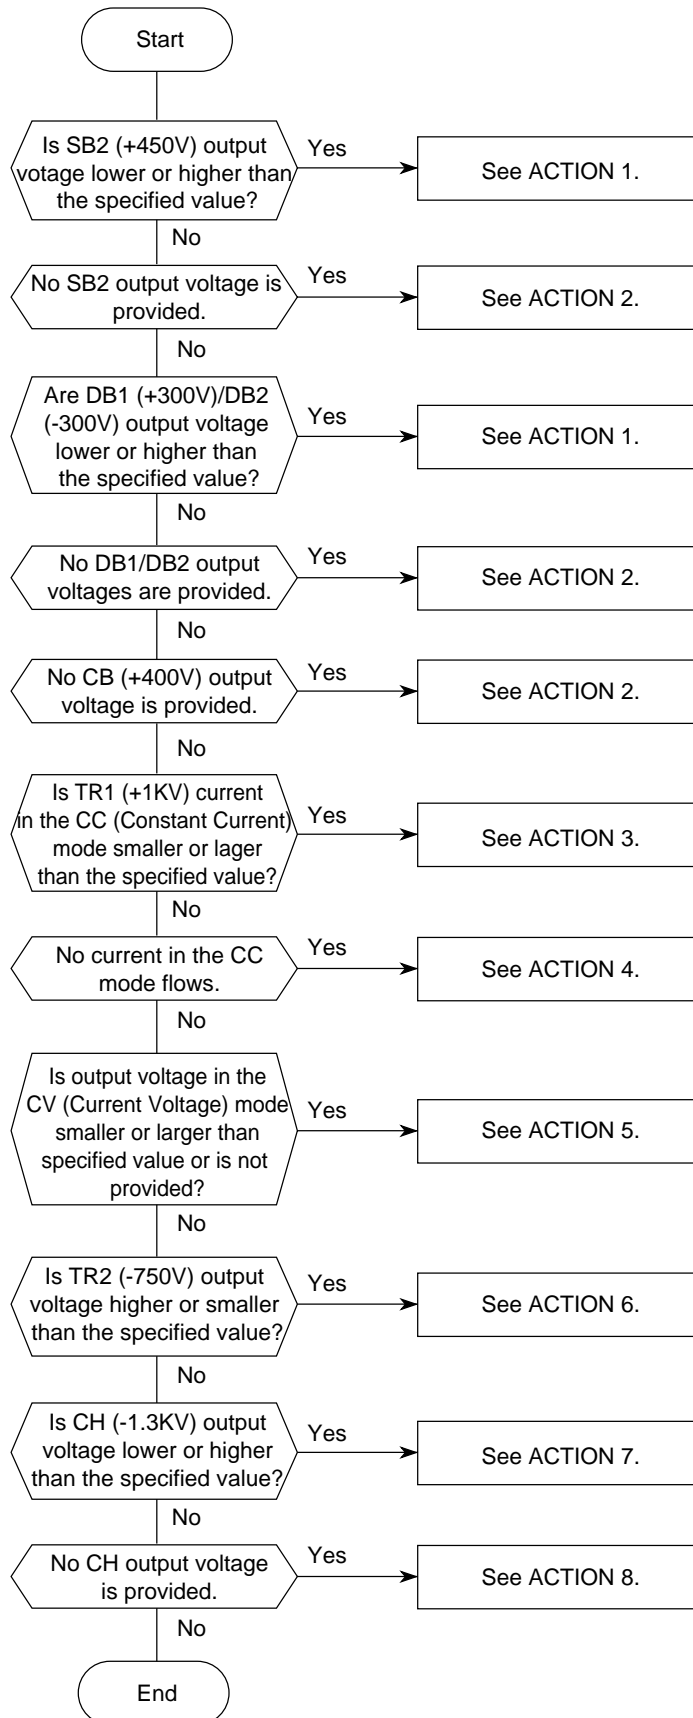 Start
Is SB2 (+450V) output
votage lower or higher than
the specified value?
Yes
See ACTION 1.
No
No SB2 output voltage is
provided.
Yes
See ACTION 2.
No
Are DB1 (+300V)/DB2
(-300V) output voltage
lower or higher than
the specified value?
Yes
See ACTION 1.
No
No DB1/DB2 output
voltages are provided.
Yes
See ACTION 2.
No
No CB (+400V) output
voltage is provided.
Yes
See ACTION 2.
No
Is TR1 (+1KV) current
in the CC (Constant Current)
mode smaller or lager
than the specified value?
Yes
See ACTION 3.
No
No current in the CC
mode flows.
Yes
See ACTION 4.
No
Is output voltage in the
CV (Current Voltage) mode
smaller or larger than
specified value or is not
provided?
Yes
See ACTION 5.
No
Is TR2 (-750V) output
voltage higher or smaller
than the specified value?
Yes
See ACTION 6.
No
Is CH (-1.3KV) output
voltage lower or higher
than the specified value?
Yes
See ACTION 7.
No
No CH output voltage
is provided.
Yes
See ACTION 8.
No
End